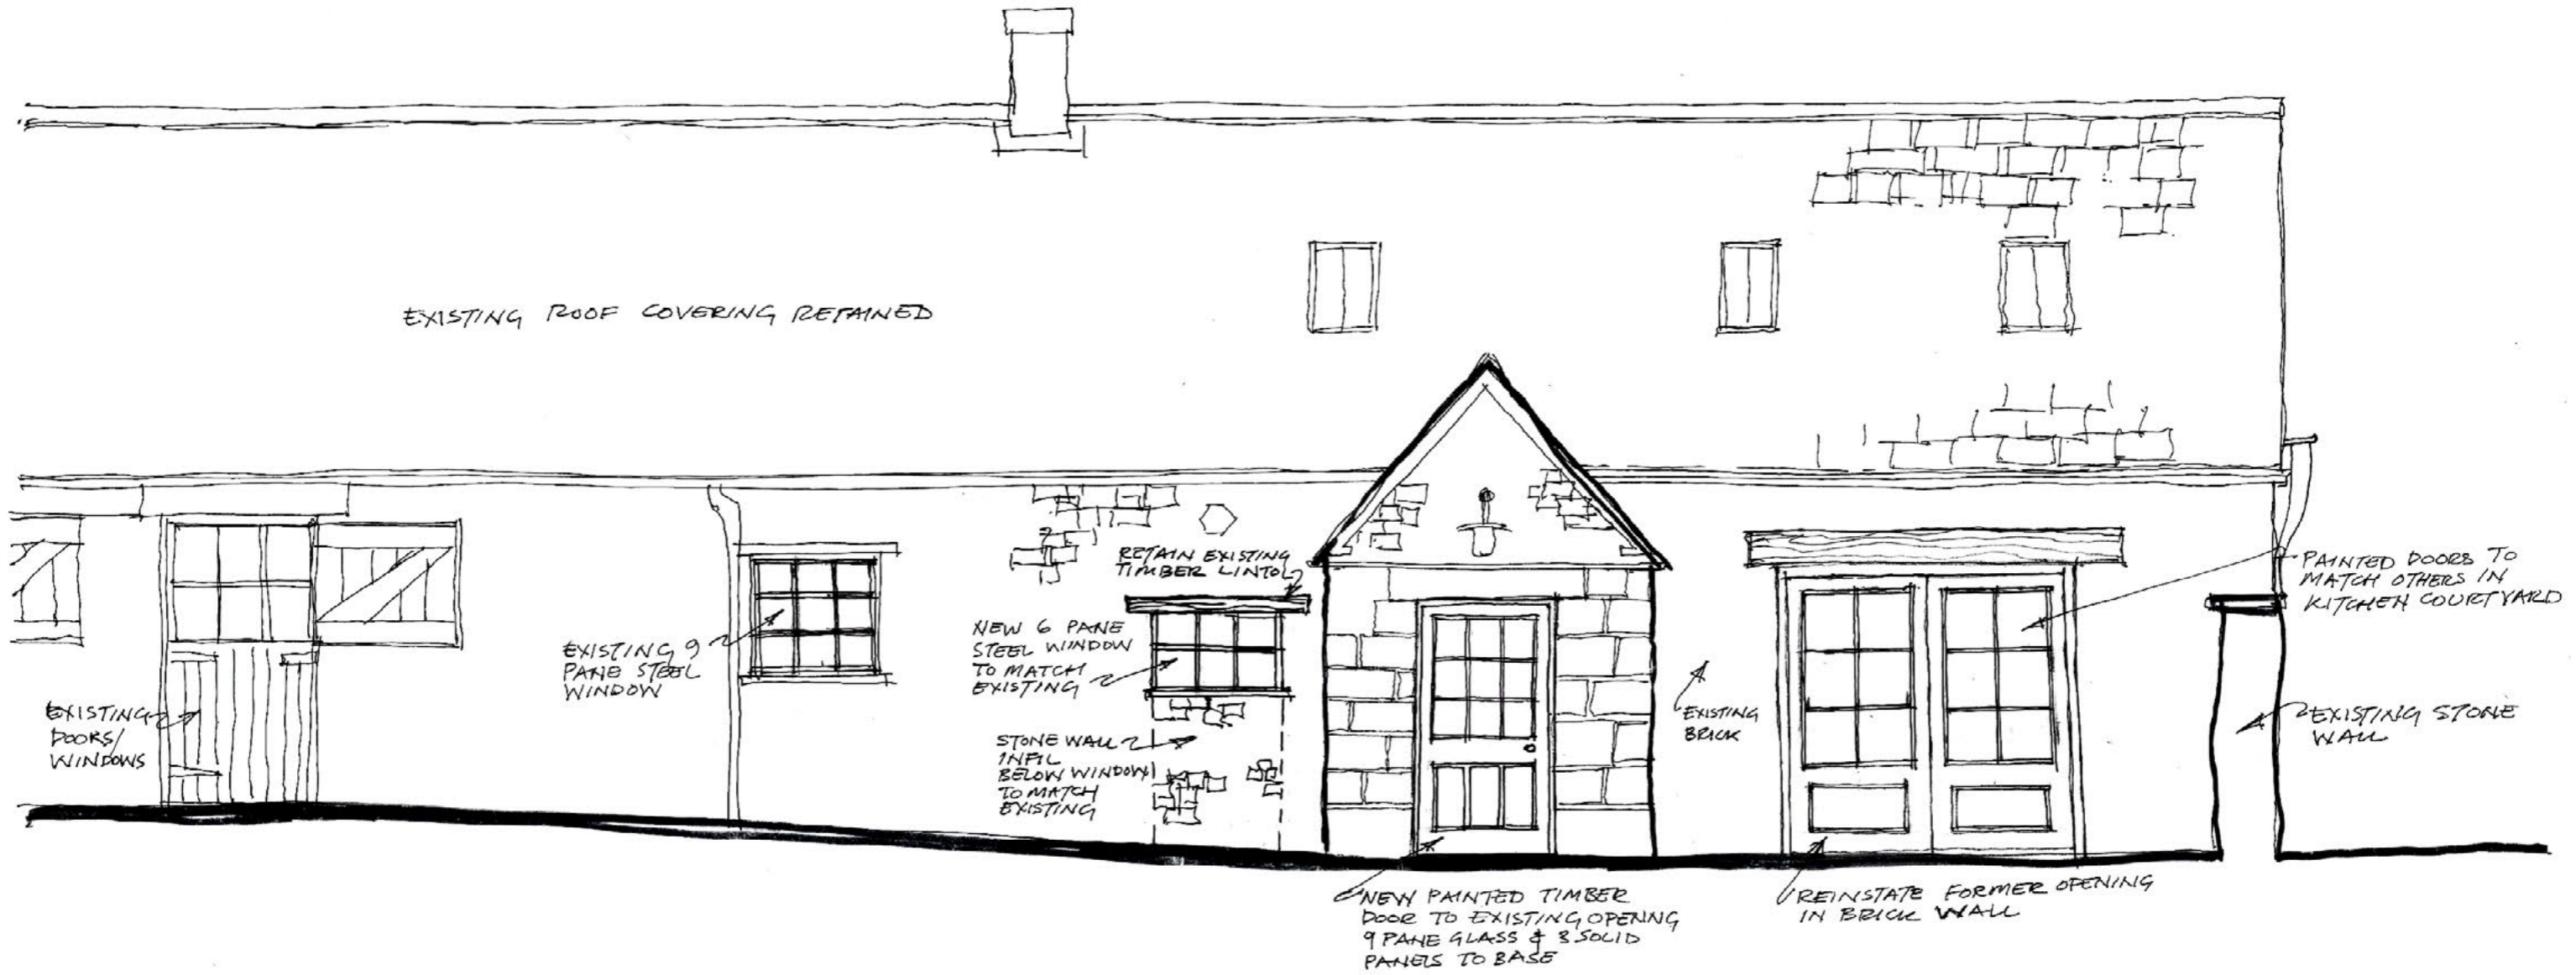 EXISTING ROOF COVERING RETAINED
RETAIN EXISTING
TIMBER LINTOL
NEW 6 PANE
STEEL WINDOW
TO MATCH
EXISTING
EXISTING 9
PANE STEEL
WINDOW
EXISTING
DOORS/
WINDOWS
STONE WALL
INFIL
BELOW WINDOW
TO MATCH
EXISTING
EXISTING
BRICK
PAINTED DOORS TO
MATCH OTHERS IN
KITCHEN COURTYARD
EXISTING STONE
WALL
NEW PAINTED TIMBER
DOOR TO EXISTING OPENNG
9 PANE GLASS & 3 SOLID
PANELS TO BASE
REINSTATE FORMER OPENING
IN BRICK WALL